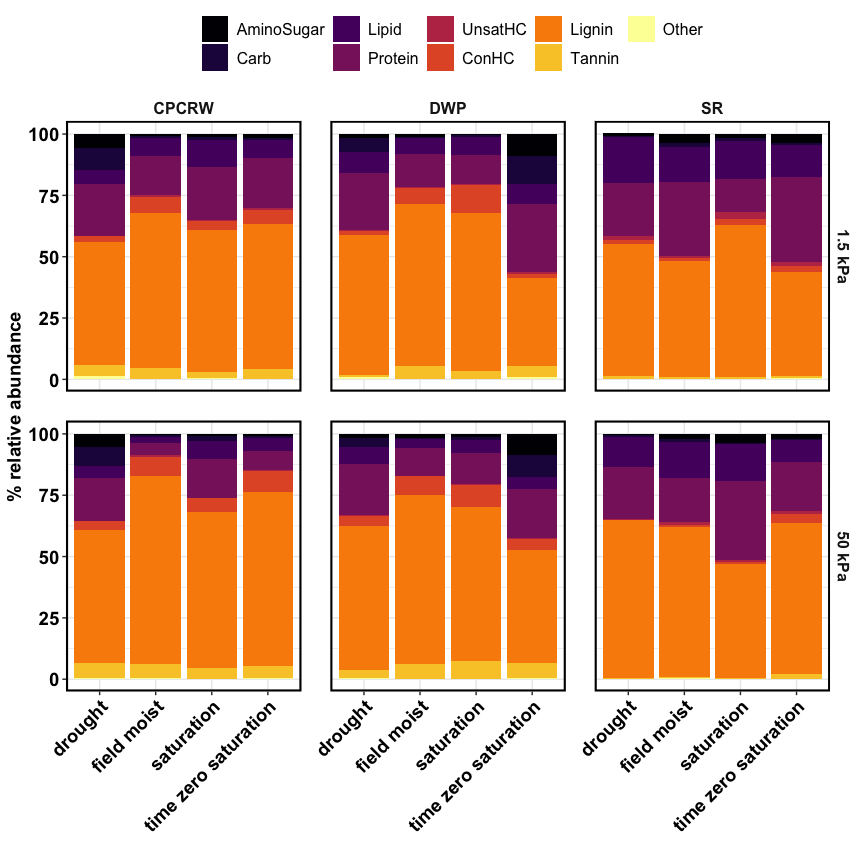 AminoSugar Lipid UnsatHC Lignin Other
Carb Protein ConHC Tannin
CPCRW DWP SR
% relative abundance
100
75
50
25
0
1.5 kPa
100
75
50
25
0
50 kPa
drought field moist saturation time zero saturation drought field moist saturation time zero saturation drought field moist saturation time zero saturation